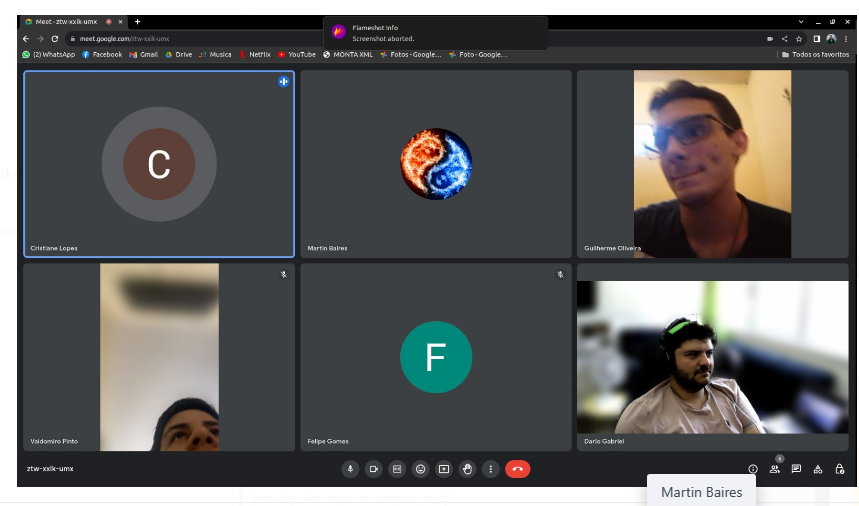 Meet - ztw-xxik-umx
Flameshot Info
Screenshot aborted.
meet.google.com/ztw-xxik-umx
(2) WhatsApp Facebook Gmail Drive Musica Netflix YouTube MONTA XML Fotos - Google... Foto - Google... Todos os favoritos
C
Cristiane Lopes
Martin Baires
Guilherme Oliveira
F
Valdomiro Pinto
Felipe Gomes
Dario Gabriel
ztw-xxik-umx
6
Martin Baires